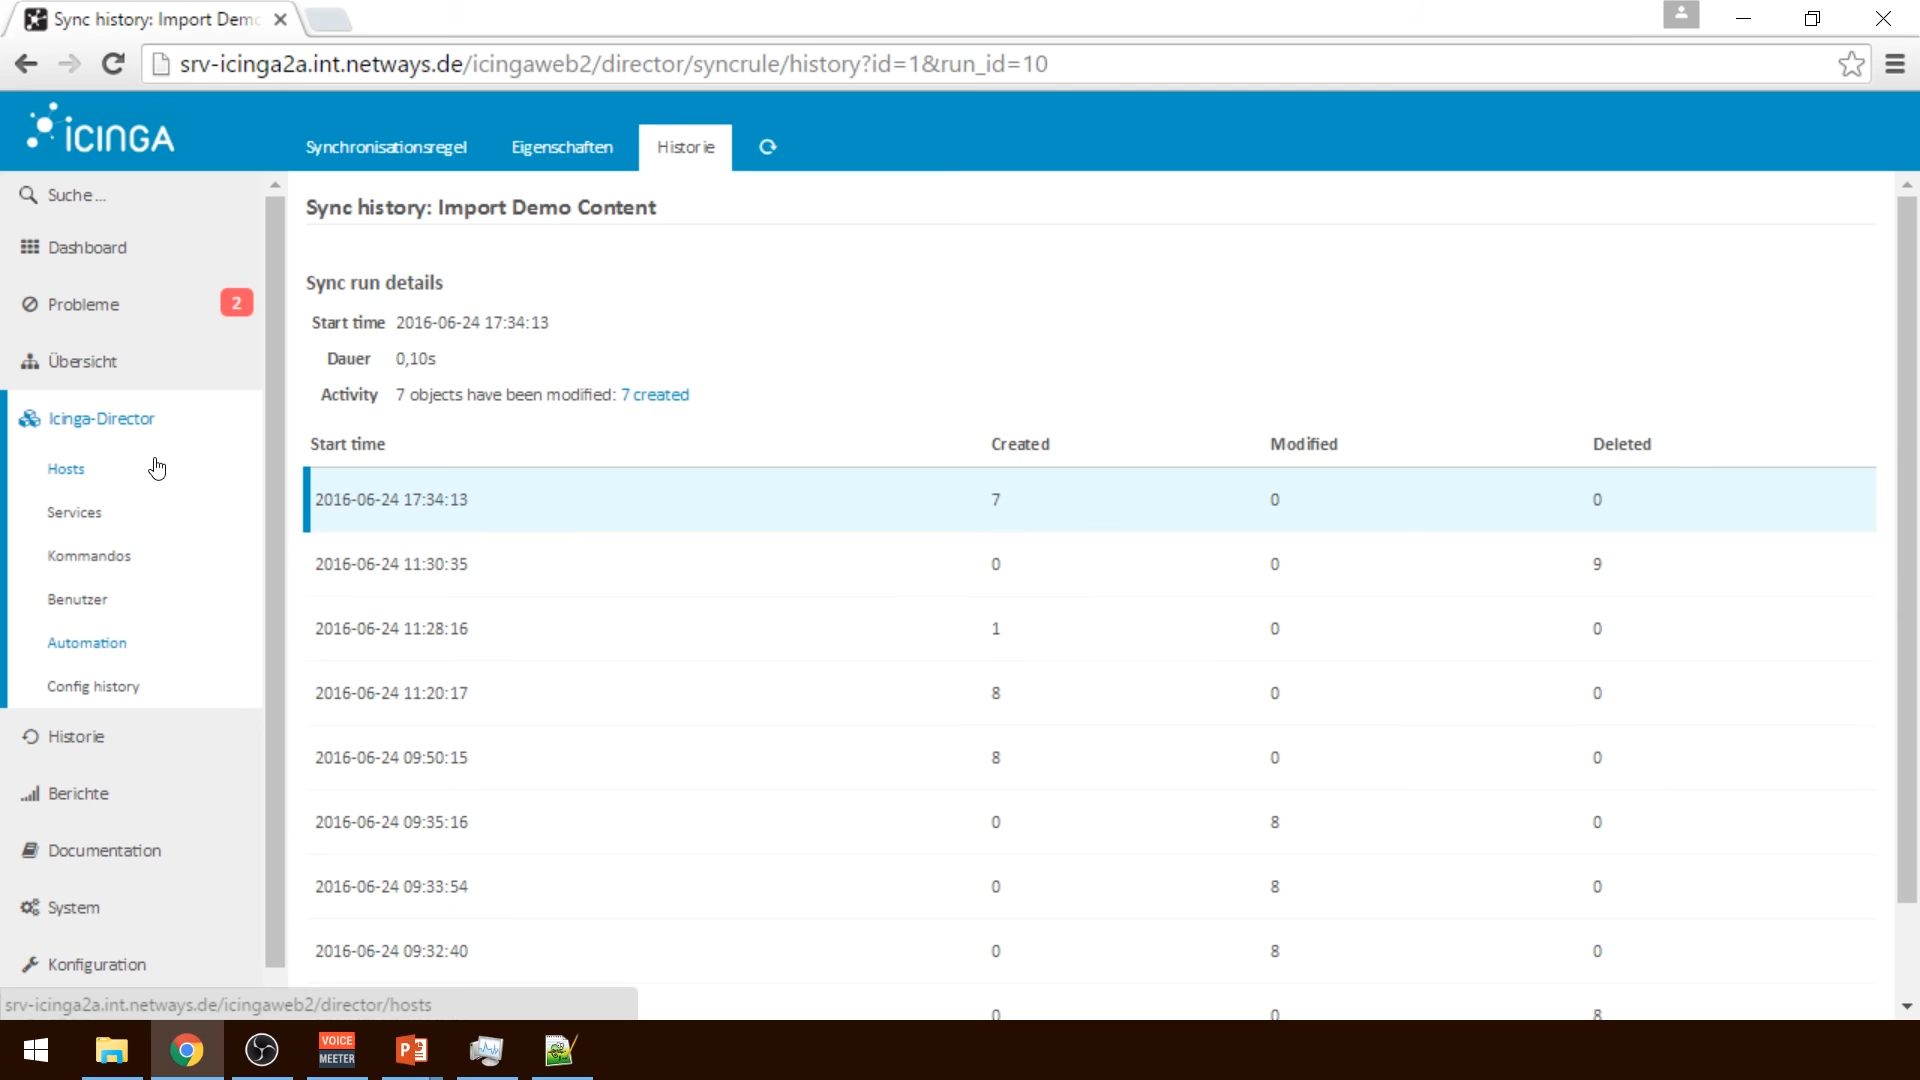 Sync history: Import Demo
srv-icinga2a.int.netways.de/icingaweb2/director/syncrule/history?id=1&run_id=10
ICINGA
Synchronisationsregel Eigenschaften Historie
Suche ...
Dashboard
Probleme 2
Übersicht
Icinga-Director
Hosts
Services
Kommandos
Benutzer
Automation
Config history
Historie
Berichte
Documentation
System
Konfiguration
Sync history: Import Demo Content
Sync run details
Start time 2016-06-24 17:34:13
Dauer 0,10s
Activity 7 objects have been modified: 7 created
Start time Created Modified Deleted
2016-06-24 17:34:13 7 0 0
2016-06-24 11:30:35 0 0 9
2016-06-24 11:28:16 1 0 0
2016-06-24 11:20:17 8 0 0
2016-06-24 09:50:15 8 0 0
2016-06-24 09:35:16 0 8 0
2016-06-24 09:33:54 0 8 0
2016-06-24 09:32:40 0 8 0
0 0 8
srv-icinga2a.int.netways.de/icingaweb2/director/hosts
VOICE
MEETER
P